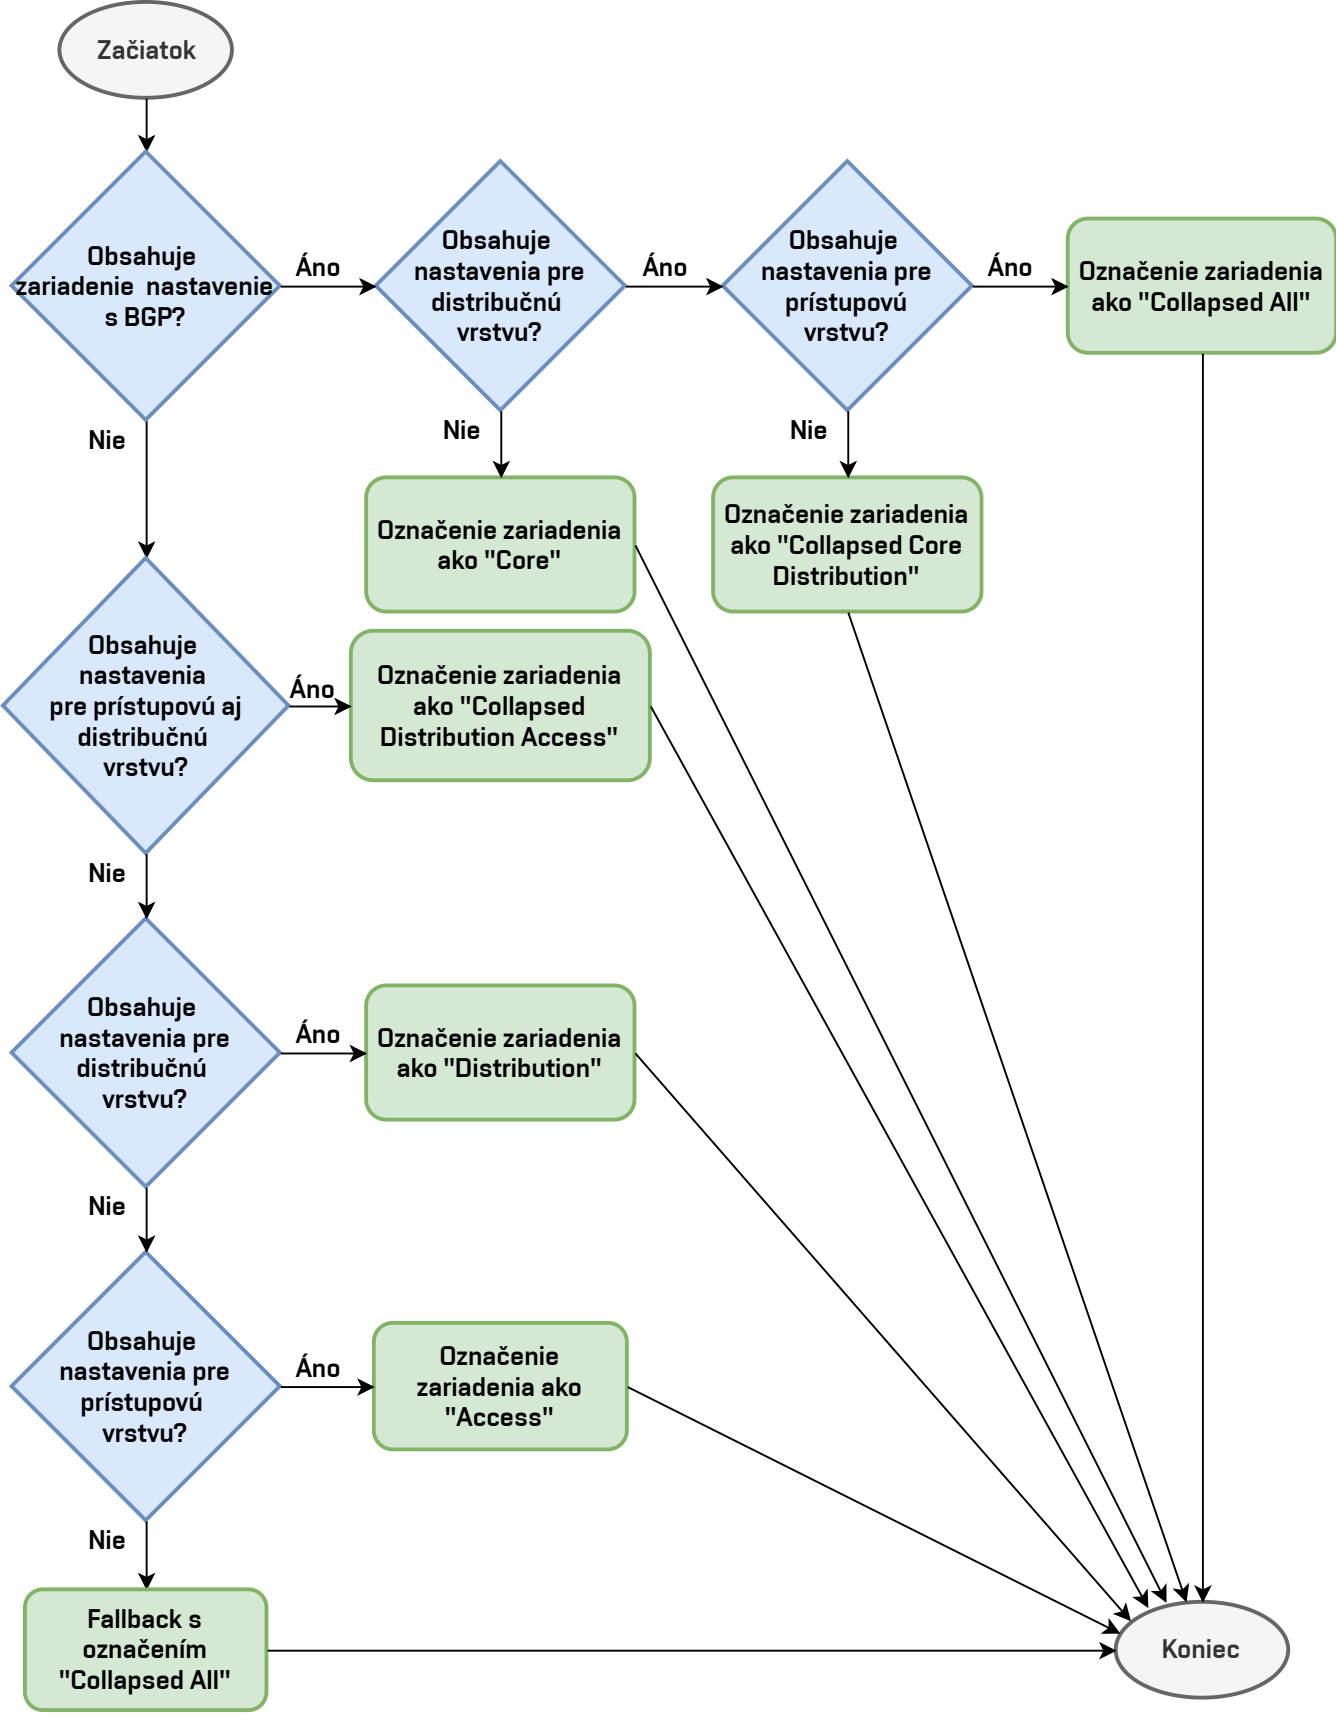 Začiatok
Obsahuje
zariadenie nastavenie
s BGP?
Áno
Obsahuje
nastavenia pre
distribučnú
vrstvu?
Áno
Obsahuje
nastavenia pre
prístupovú
vrstvu?
Áno
Označenie zariadenia
ako "Collapsed All"
Nie
Nie
Nie
Označenie zariadenia
ako "Core"
Označenie zariadenia
ako "Collapsed Core
Distribution"
Obsahuje
nastavenia
pre prístupovú aj
distribučnú
vrstvu?
Áno
Označenie zariadenia
ako "Collapsed
Distribution Access"
Nie
Obsahuje
nastavenia pre
distribučnú
vrstvu?
Áno
Označenie zariadenia
ako "Distribution"
Nie
Obsahuje
nastavenia pre
prístupovú
vrstvu?
Áno
Označenie
zariadenia ako
"Access"
Nie
Fallback s
označením
"Collapsed All"
Koniec